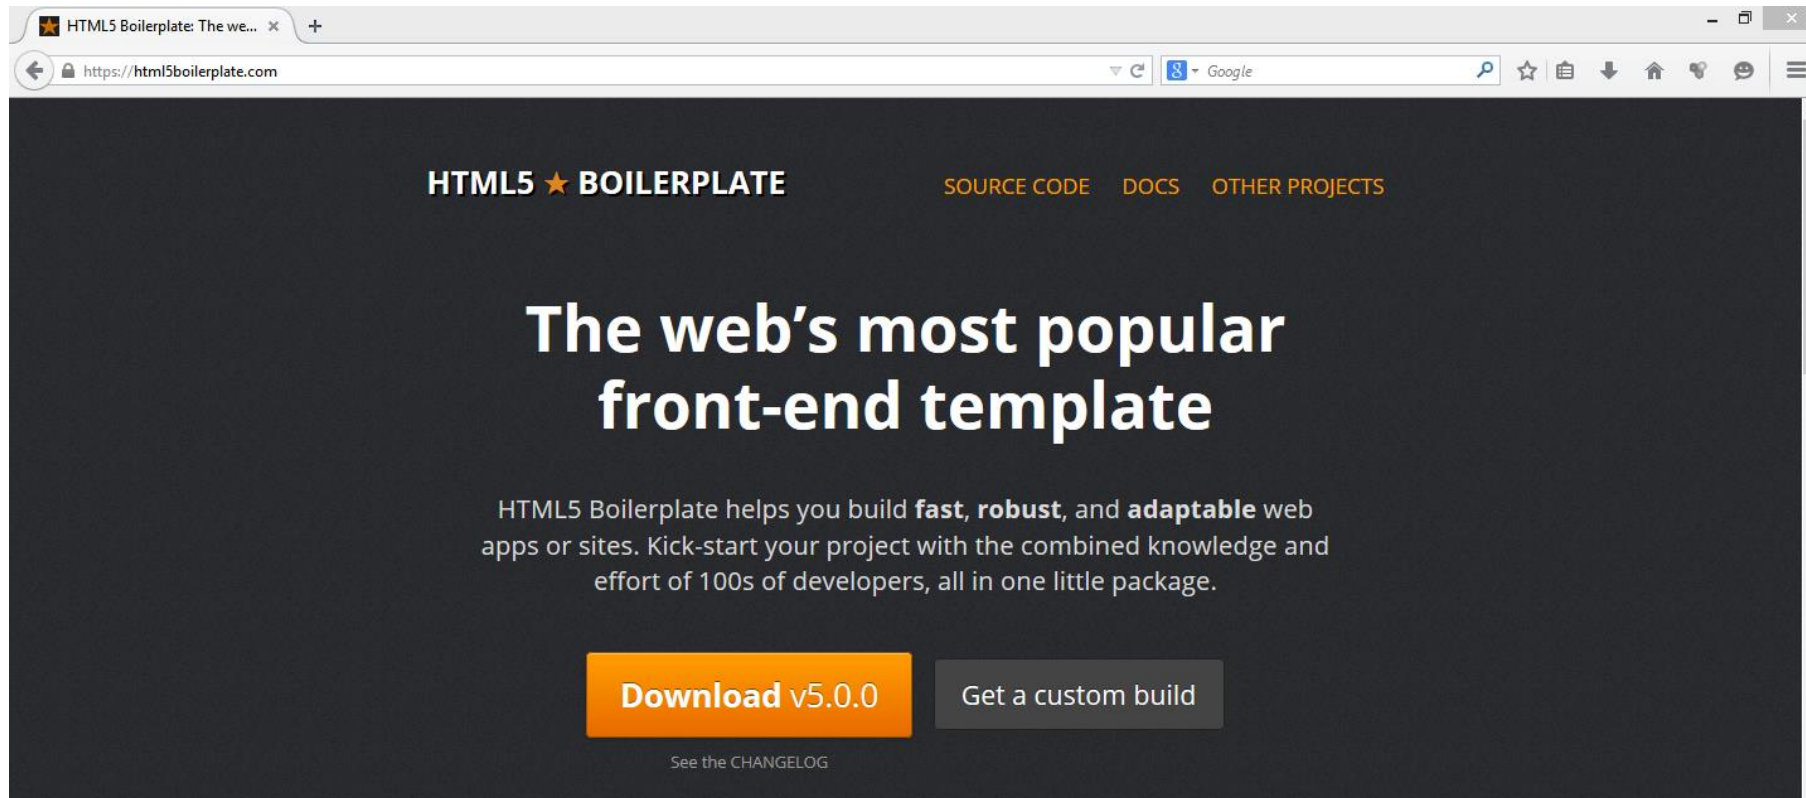 HTML5 Boilerplate: The we...
https://html5boilerplate.com
8 Google
HTML5 ★ BOILERPLATE
SOURCE CODE DOCS OTHER PROJECTS
The web’s most popular
front-end template
HTML5 Boilerplate helps you build fast, robust, and adaptable web
apps or sites. Kick-start your project with the combined knowledge and
effort of 100s of developers, all in one little package.
Download v5.0.0
Get a custom build
See the CHANGELOG